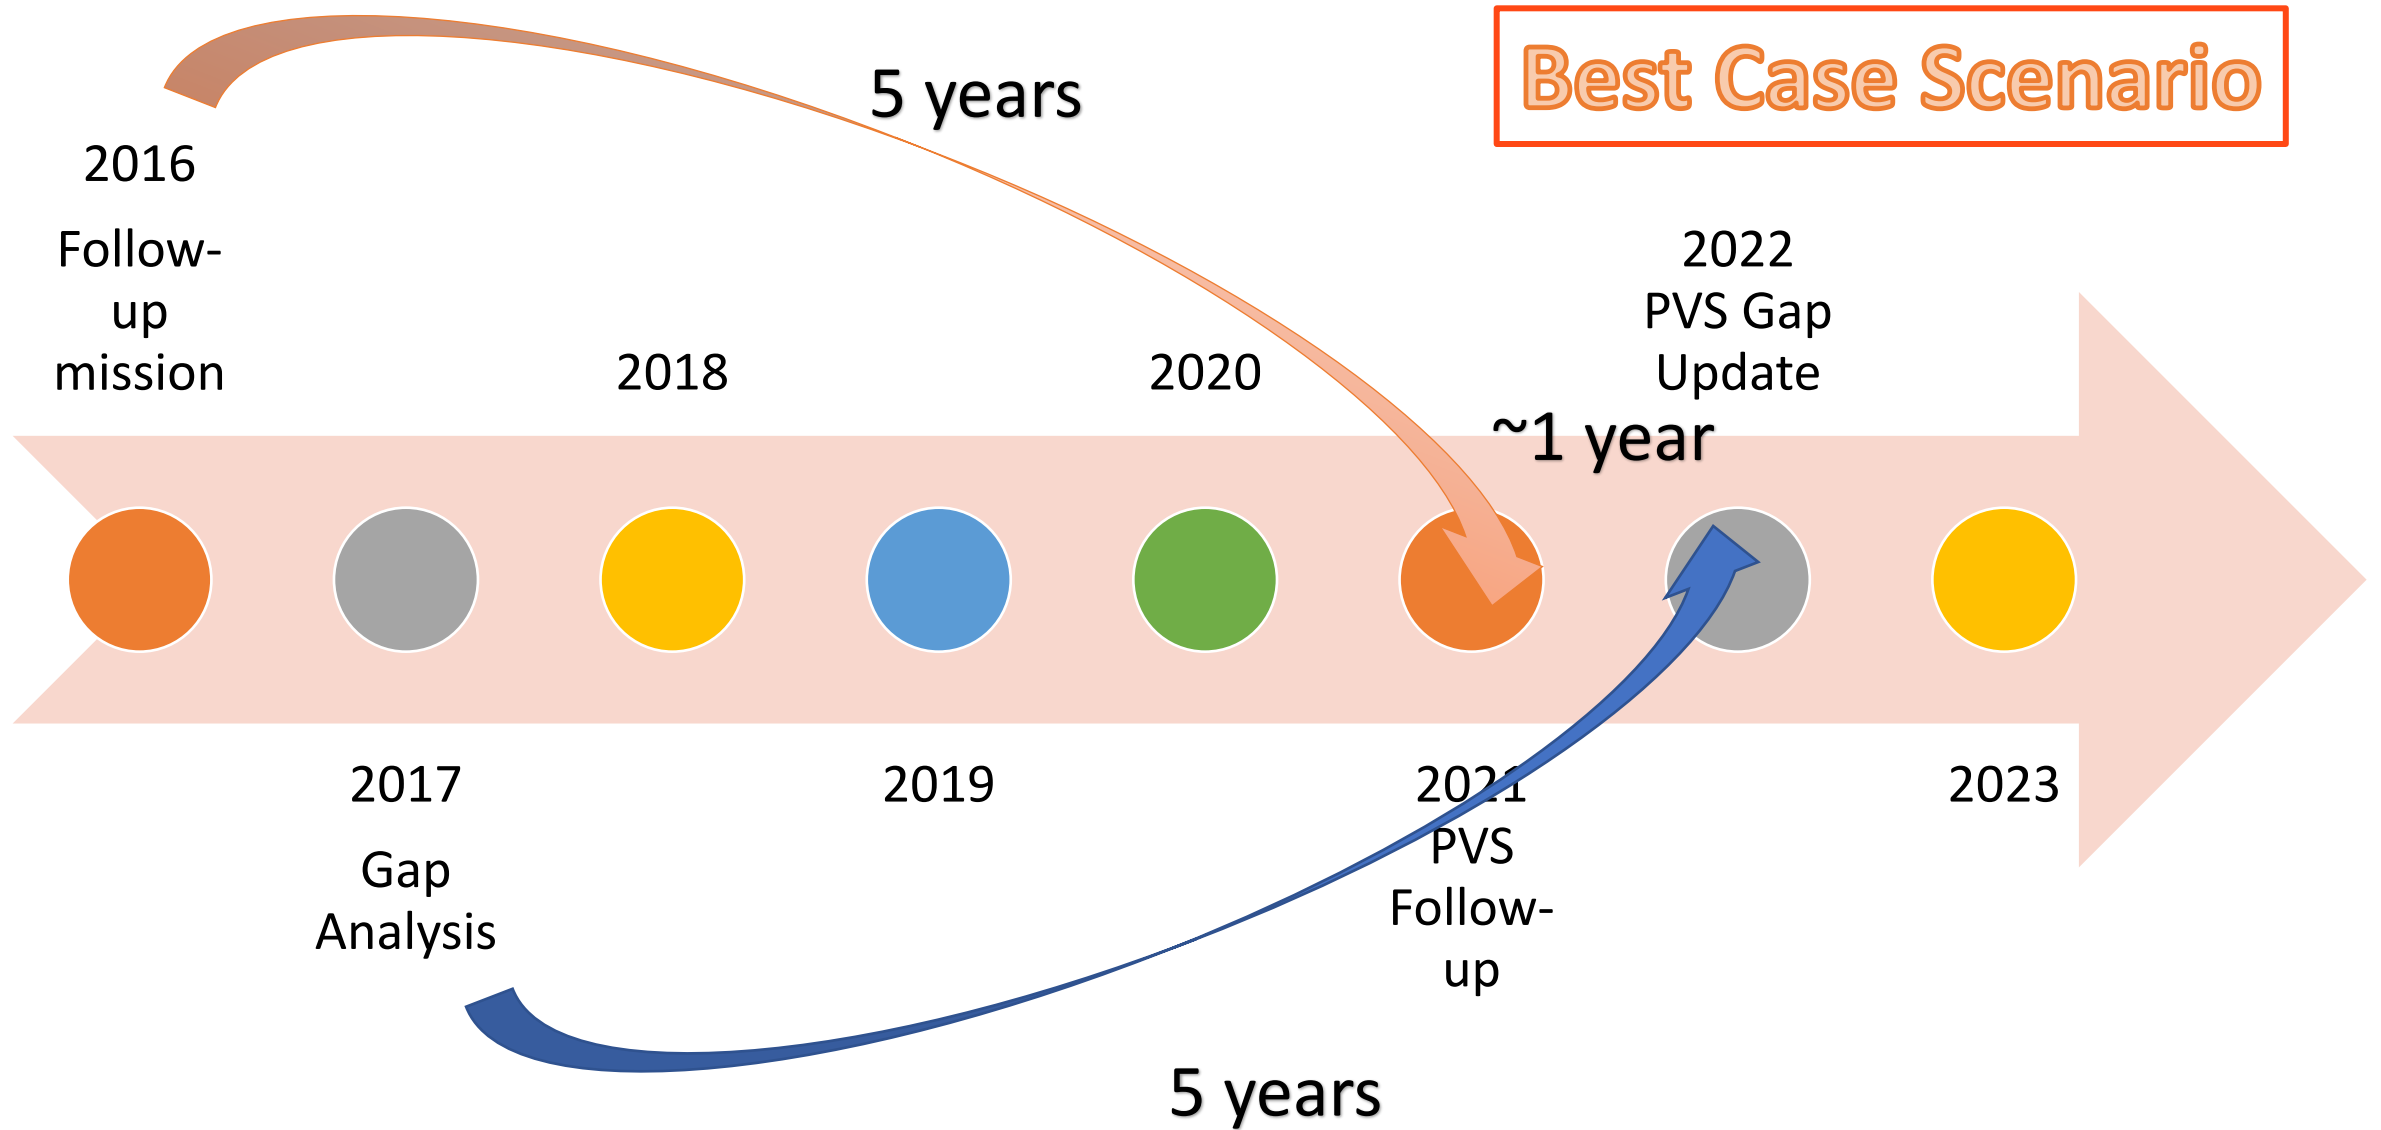 Best Case Scenario
5 years
2016
Follow-
up
mission
2018
2020
2022
PVS Gap
Update
~1 year
2017
Gap
Analysis
2019
2021
PVS
Follow-
up
2023
5 years